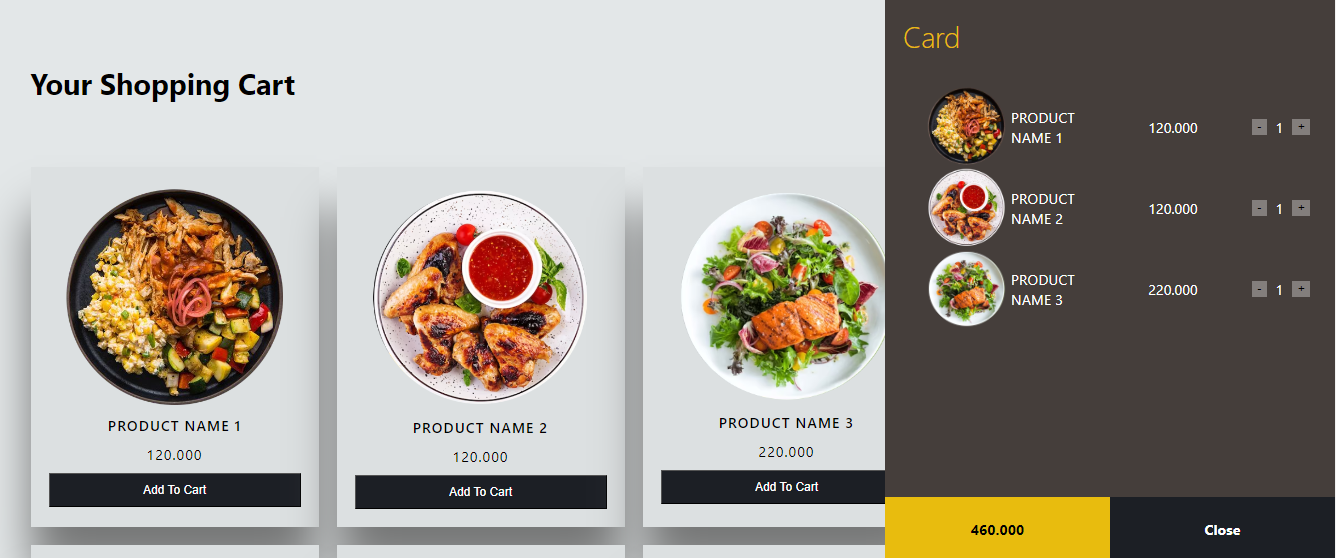 Your Shopping Cart
PRODUCT NAME 1
120.000
Add To Cart
PRODUCT NAME 2
120.000
Add To Cart
PRODUCT NAME 3
220.000
Add To Cart
Card
PRODUCT
NAME 1
120.000
- 1 +
PRODUCT
NAME 2
120.000
- 1 +
PRODUCT
NAME 3
220.000
- 1 +
460.000
Close